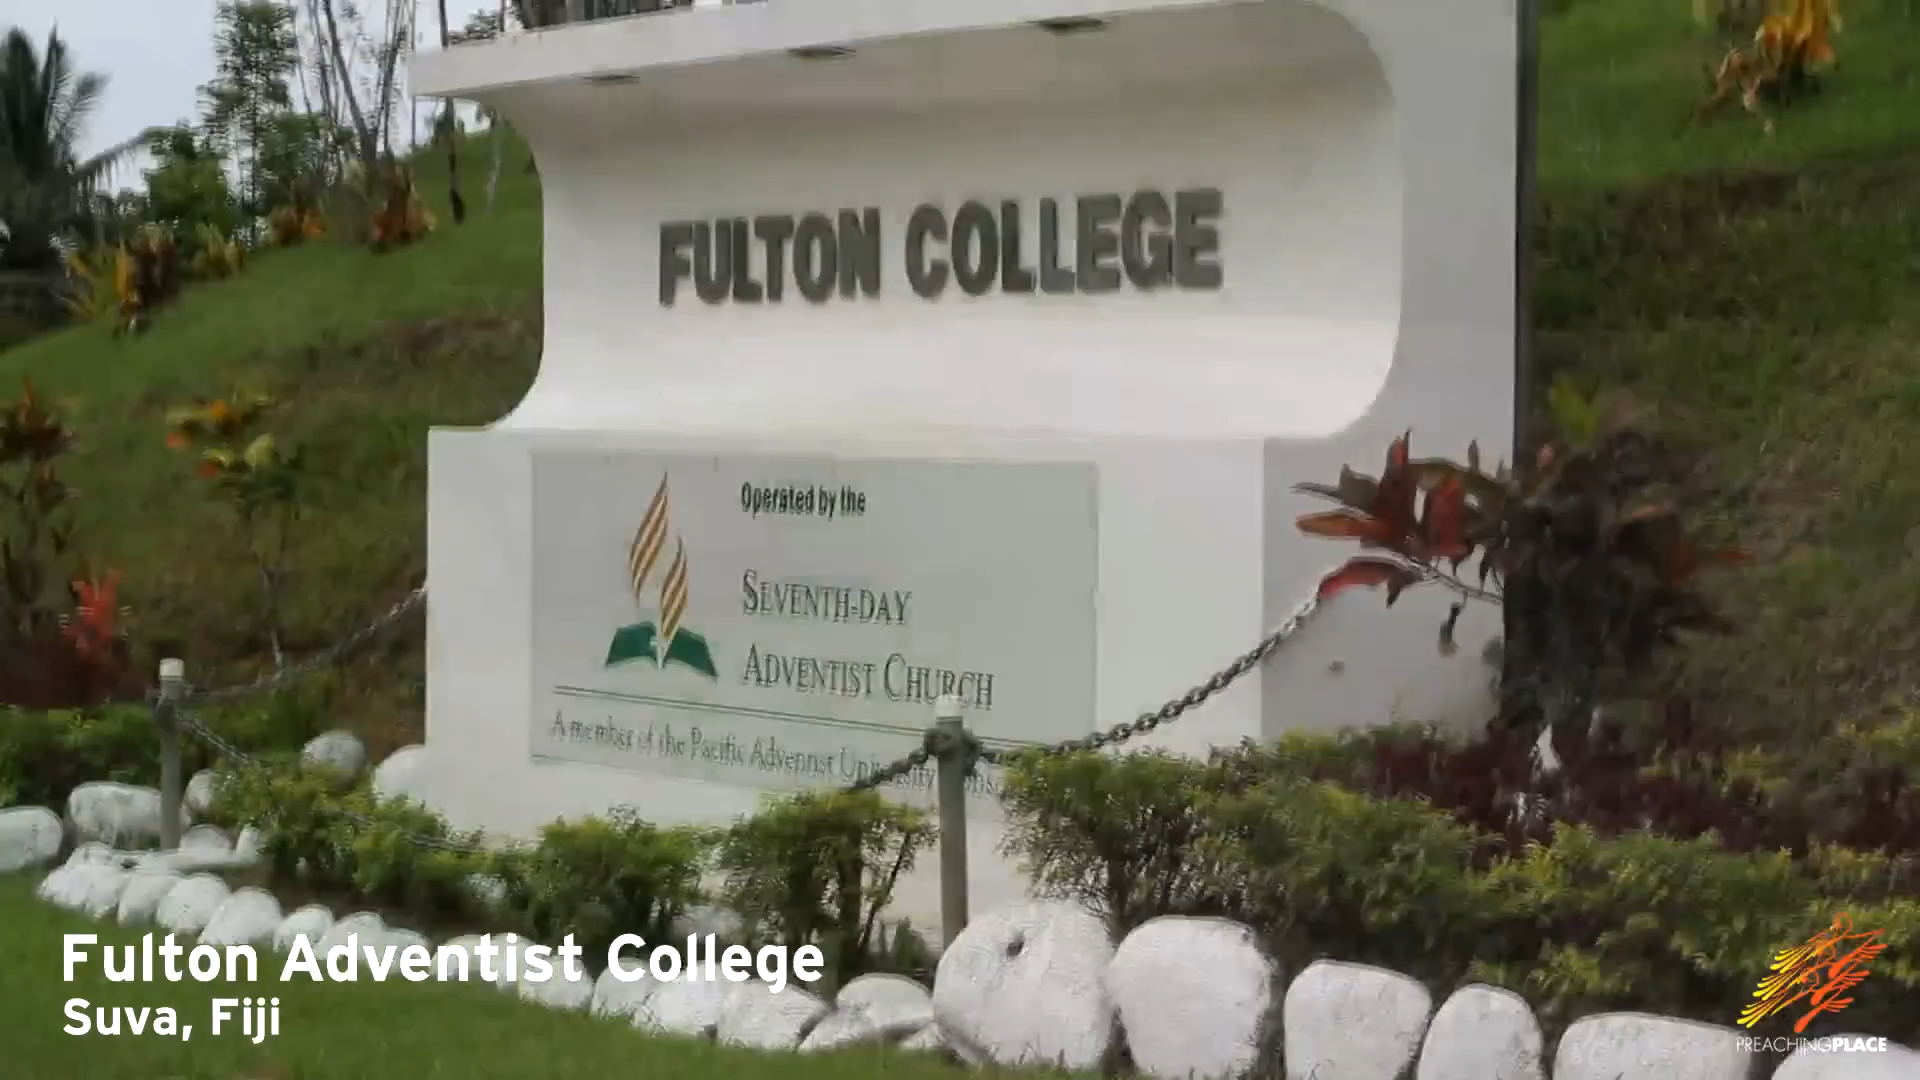 FULTON COLLEGE
Operated by the
SEVENTH-DAY
ADVENTIST CHURCH
A member of the Pacific Adventist University
Fulton Adventist College
Suva, Fiji
PREACHINGPLACE